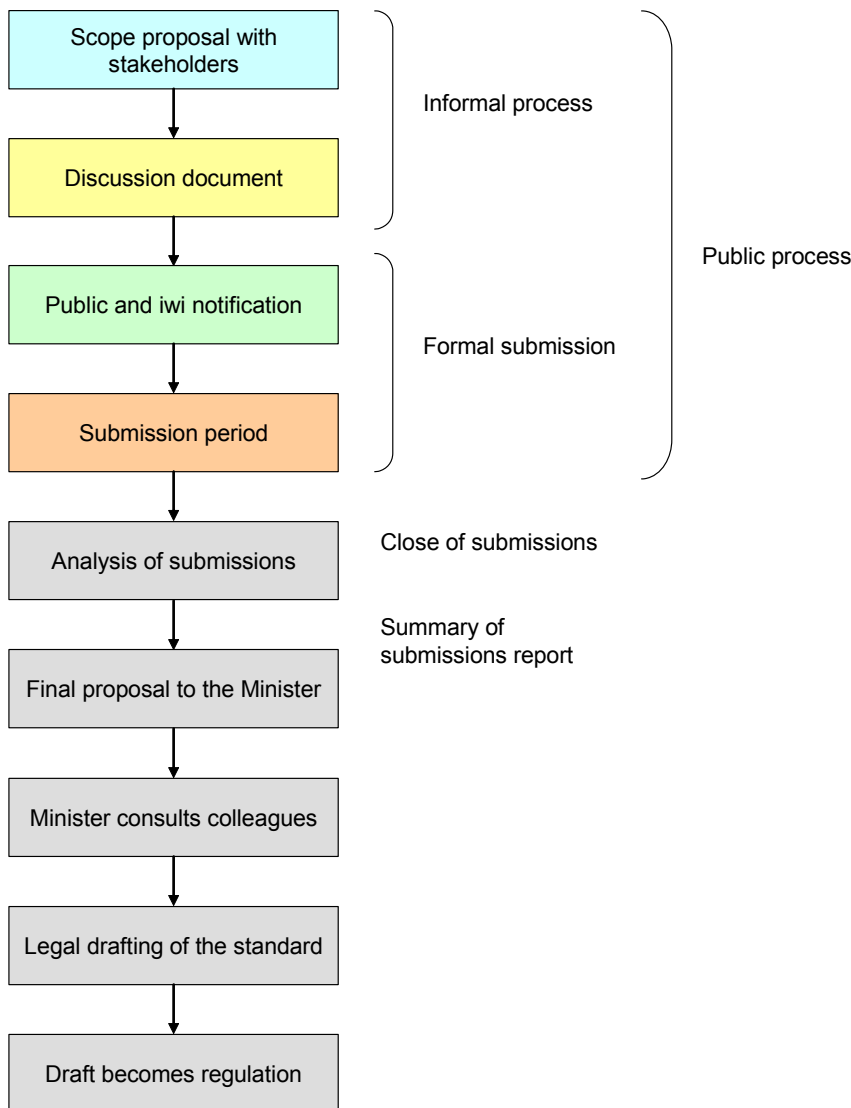 Scope proposal with
stakeholders
Informal process
Discussion document
Public process
Public and iwi notification
Formal submission
Submission period
Analysis of submissions
Close of submissions
Summary of
submissions report
Final proposal to the Minister
Minister consults colleagues
Legal drafting of the standard
Draft becomes regulation